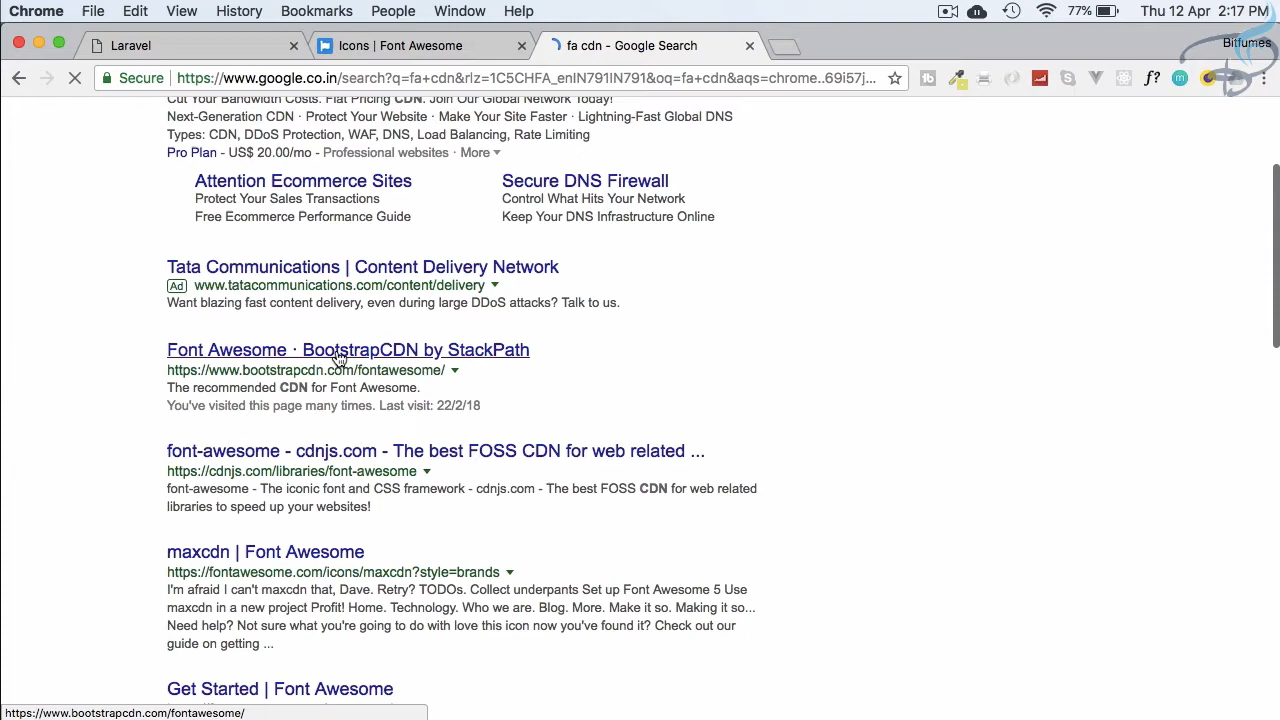 Chrome File Edit View History Bookmarks People Window Help 77% Thu 12 Apr 2:17 PM
Laravel Icons | Font Awesome fa cdn - Google Search Bitfumes
Secure https://www.google.co.in/search?q=fa+cdn&rlz=1C5CHFA_enIN791IN791&oq=fa+cdn&aqs=chrome..69i57j... f?
Cut Your Bandwidth Costs. Flat Pricing CDN. Join Our Global Network Today!
Next-Generation CDN · Protect Your Website · Make Your Site Faster · Lightning-Fast Global DNS
Types: CDN, DDoS Protection, WAF, DNS, Load Balancing, Rate Limiting
Pro Plan - US$ 20.00/mo - Professional websites · More
Attention Ecommerce Sites
Protect Your Sales Transactions
Free Ecommerce Performance Guide
Secure DNS Firewall
Control What Hits Your Network
Keep Your DNS Infrastructure Online
Tata Communications | Content Delivery Network
Ad www.tatacommunications.com/content/delivery
Want blazing fast content delivery, even during large DDoS attacks? Talk to us.
Font Awesome · BootstrapCDN by StackPath
https://www.bootstrapcdn.com/fontawesome/
The recommended CDN for Font Awesome.
You've visited this page many times. Last visit: 22/2/18
font-awesome - cdnjs.com - The best FOSS CDN for web related ...
https://cdnjs.com/libraries/font-awesome
font-awesome - The iconic font and CSS framework - cdnjs.com - The best FOSS CDN for web related
libraries to speed up your websites!
maxcdn | Font Awesome
https://fontawesome.com/icons/maxcdn?style=brands
I'm afraid I can't maxcdn that, Dave. Retry? TODOs. Collect underpants Set up Font Awesome 5 Use
maxcdn in a new project Profit! Home. Technology. Who we are. Blog. More. Make it so. Making it so...
Need help? Not sure what you're going to do with love this icon now you've found it? Check out our
guide on getting ...
Get Started | Font Awesome
https://www.bootstrapcdn.com/fontawesome/